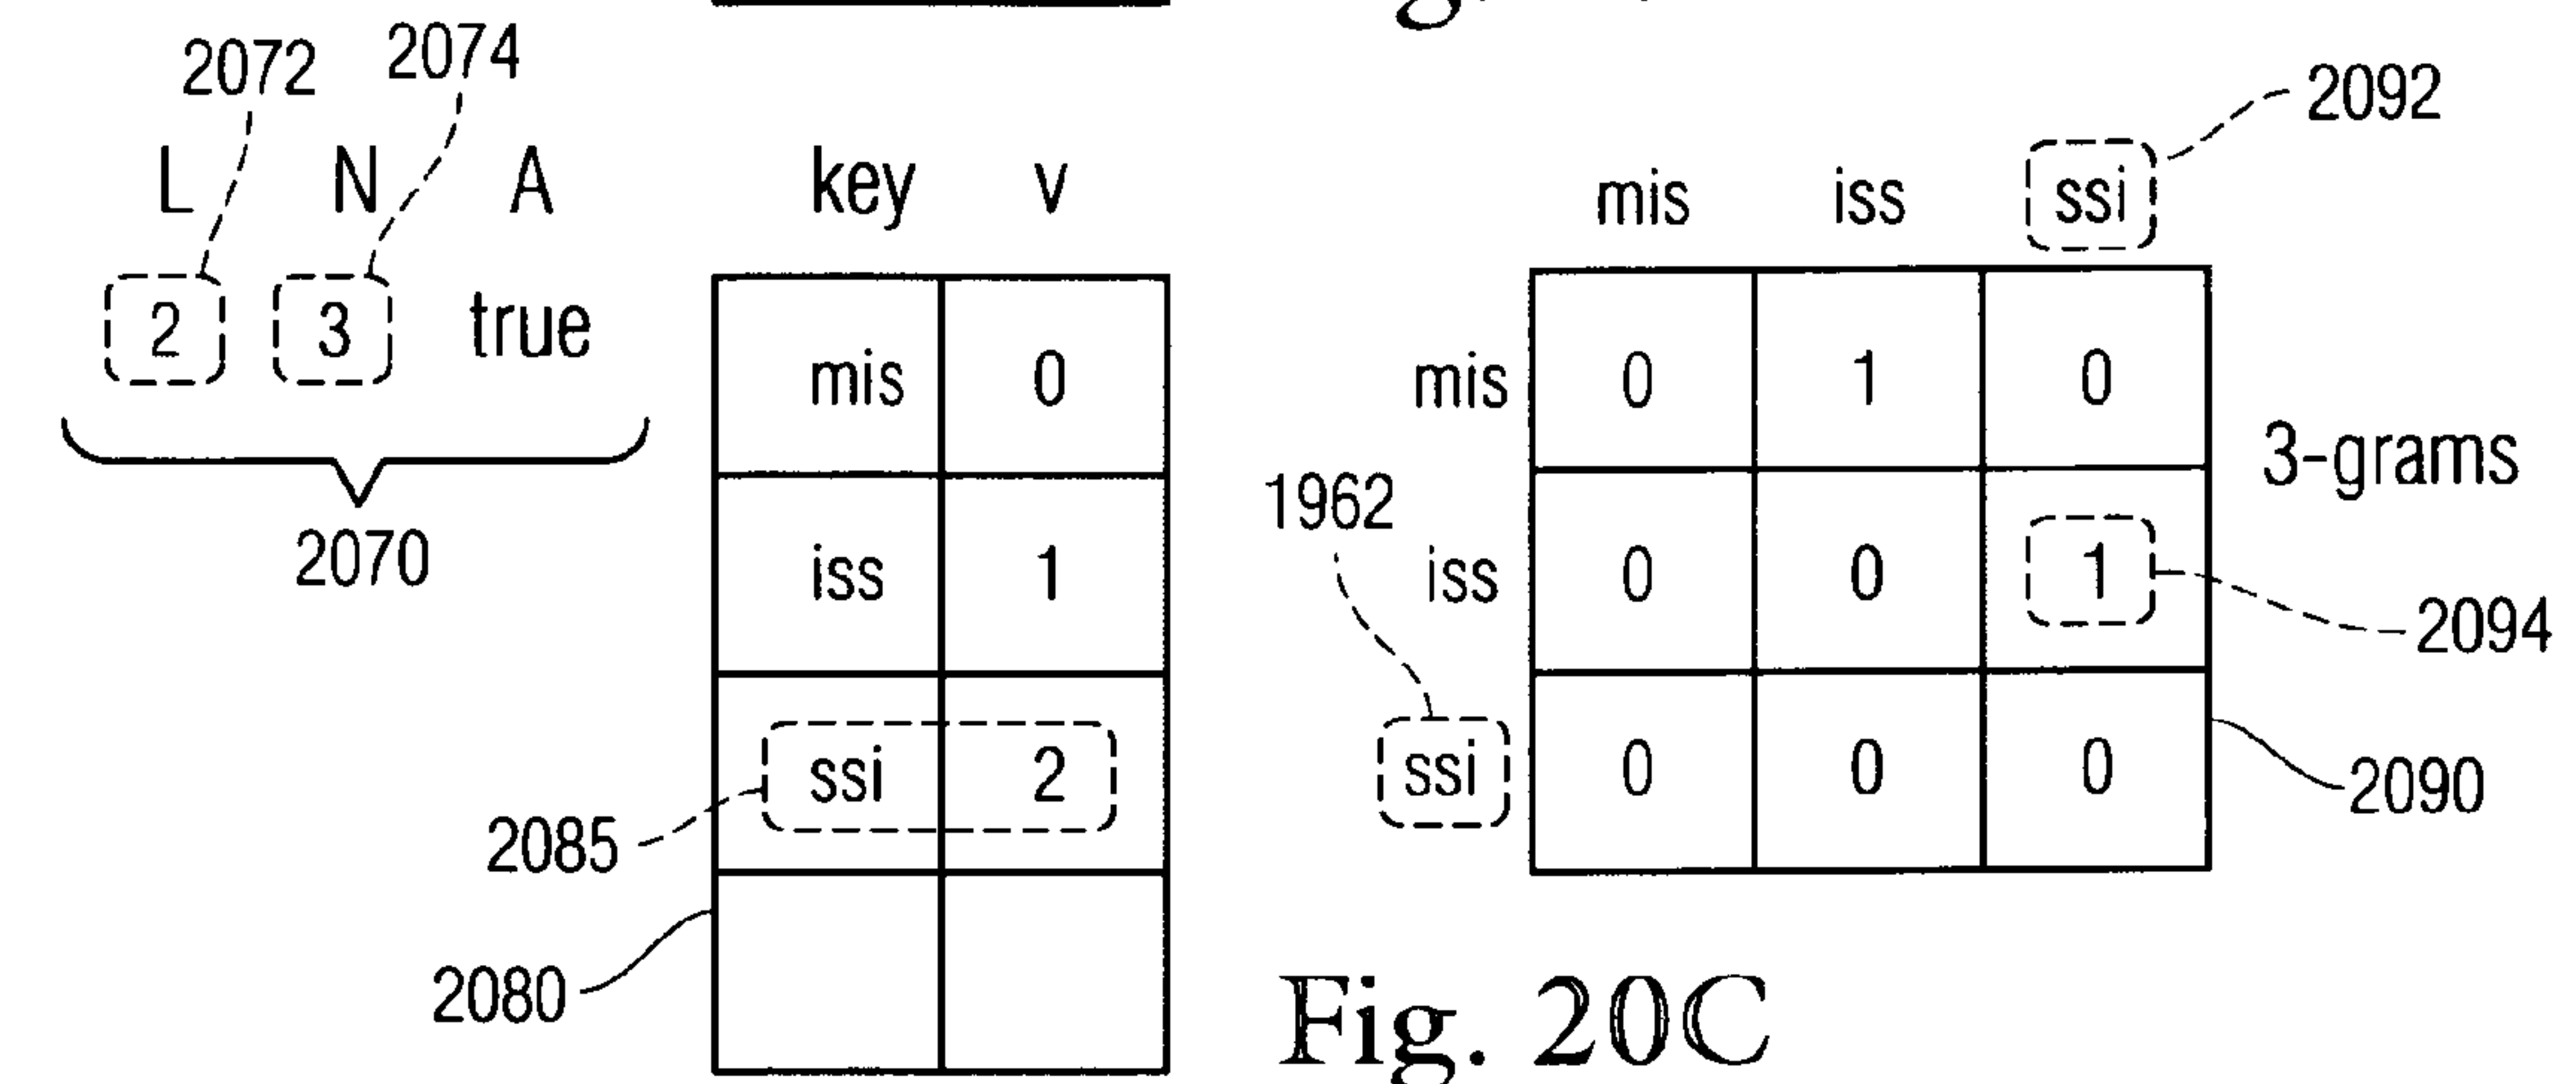 2072 2074
L N A
2 3 true
2070
key v
mis 0
iss 1
ssi 2
2085
2080
2092
mis iss ssi
mis 0 1 0
3-grams
1962
iss 0 0 1
2094
ssi 0 0 0
2090
Fig. 20C